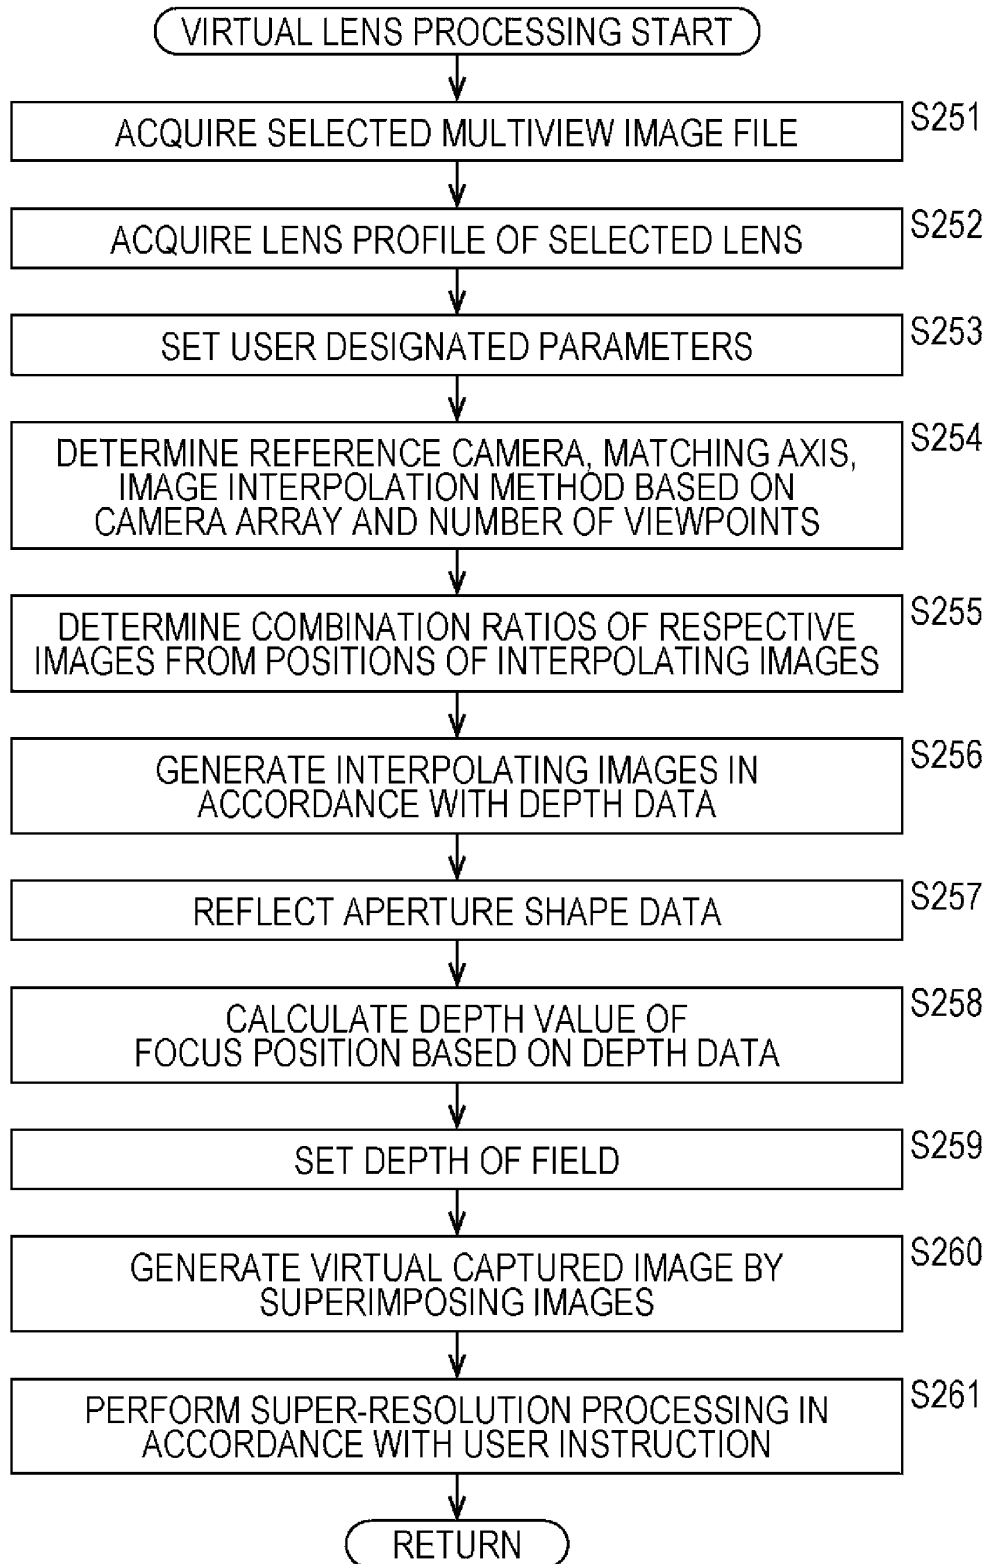 VIRTUAL LENS PROCESSING START
S251
ACQUIRE SELECTED MULTIVIEW IMAGE FILE
S252
ACQUIRE LENS PROFILE OF SELECTED LENS
S253
SET USER DESIGNATED PARAMETERS
S254
DETERMINE REFERENCE CAMERA, MATCHING AXIS,
IMAGE INTERPOLATION METHOD BASED ON
CAMERA ARRAY AND NUMBER OF VIEWPOINTS
S255
DETERMINE COMBINATION RATIOS OF RESPECTIVE
IMAGES FROM POSITIONS OF INTERPOLATING IMAGES
S256
GENERATE INTERPOLATING IMAGES IN
ACCORDANCE WITH DEPTH DATA
S257
REFLECT APERTURE SHAPE DATA
S258
CALCULATE DEPTH VALUE OF
FOCUS POSITION BASED ON DEPTH DATA
S259
SET DEPTH OF FIELD
S260
GENERATE VIRTUAL CAPTURED IMAGE BY
SUPERIMPOSING IMAGES
S261
PERFORM SUPER-RESOLUTION PROCESSING IN
ACCORDANCE WITH USER INSTRUCTION
RETURN